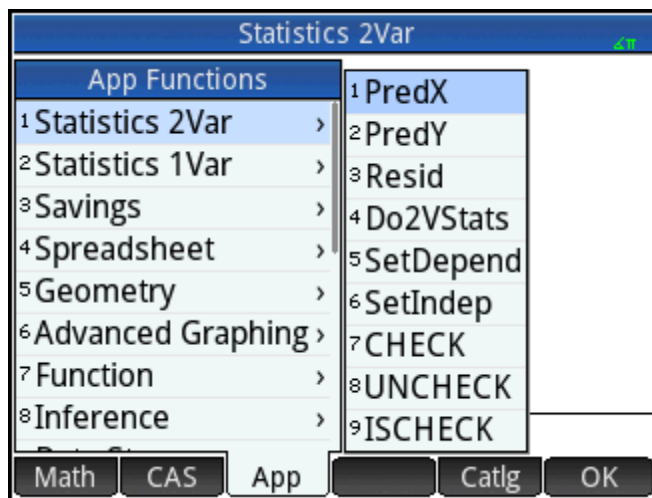 Statistics 2Var
∡π
App Functions
1 Statistics 2Var ›
2 Statistics 1Var ›
3 Savings ›
4 Spreadsheet ›
5 Geometry ›
6 Advanced Graphing ›
7 Function ›
8 Inference ›
1 PredX
2 PredY
3 Resid
4 Do2VStats
5 SetDepend
6 SetIndep
7 CHECK
8 UNCHECK
9 ISCHECK
Math CAS App Catlg OK